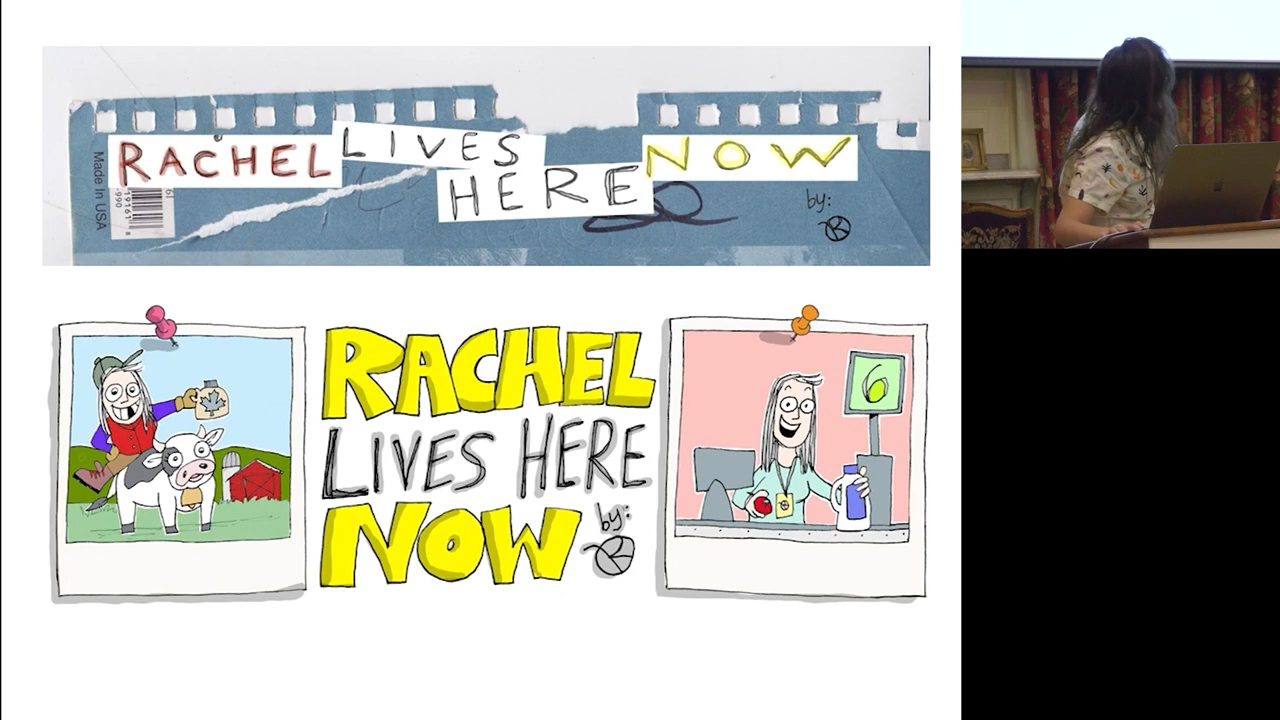 RACHEL LIVES HERE NOW
Made in USA
by: R
RACHEL
LIVES HERE
NOW
by: R
6